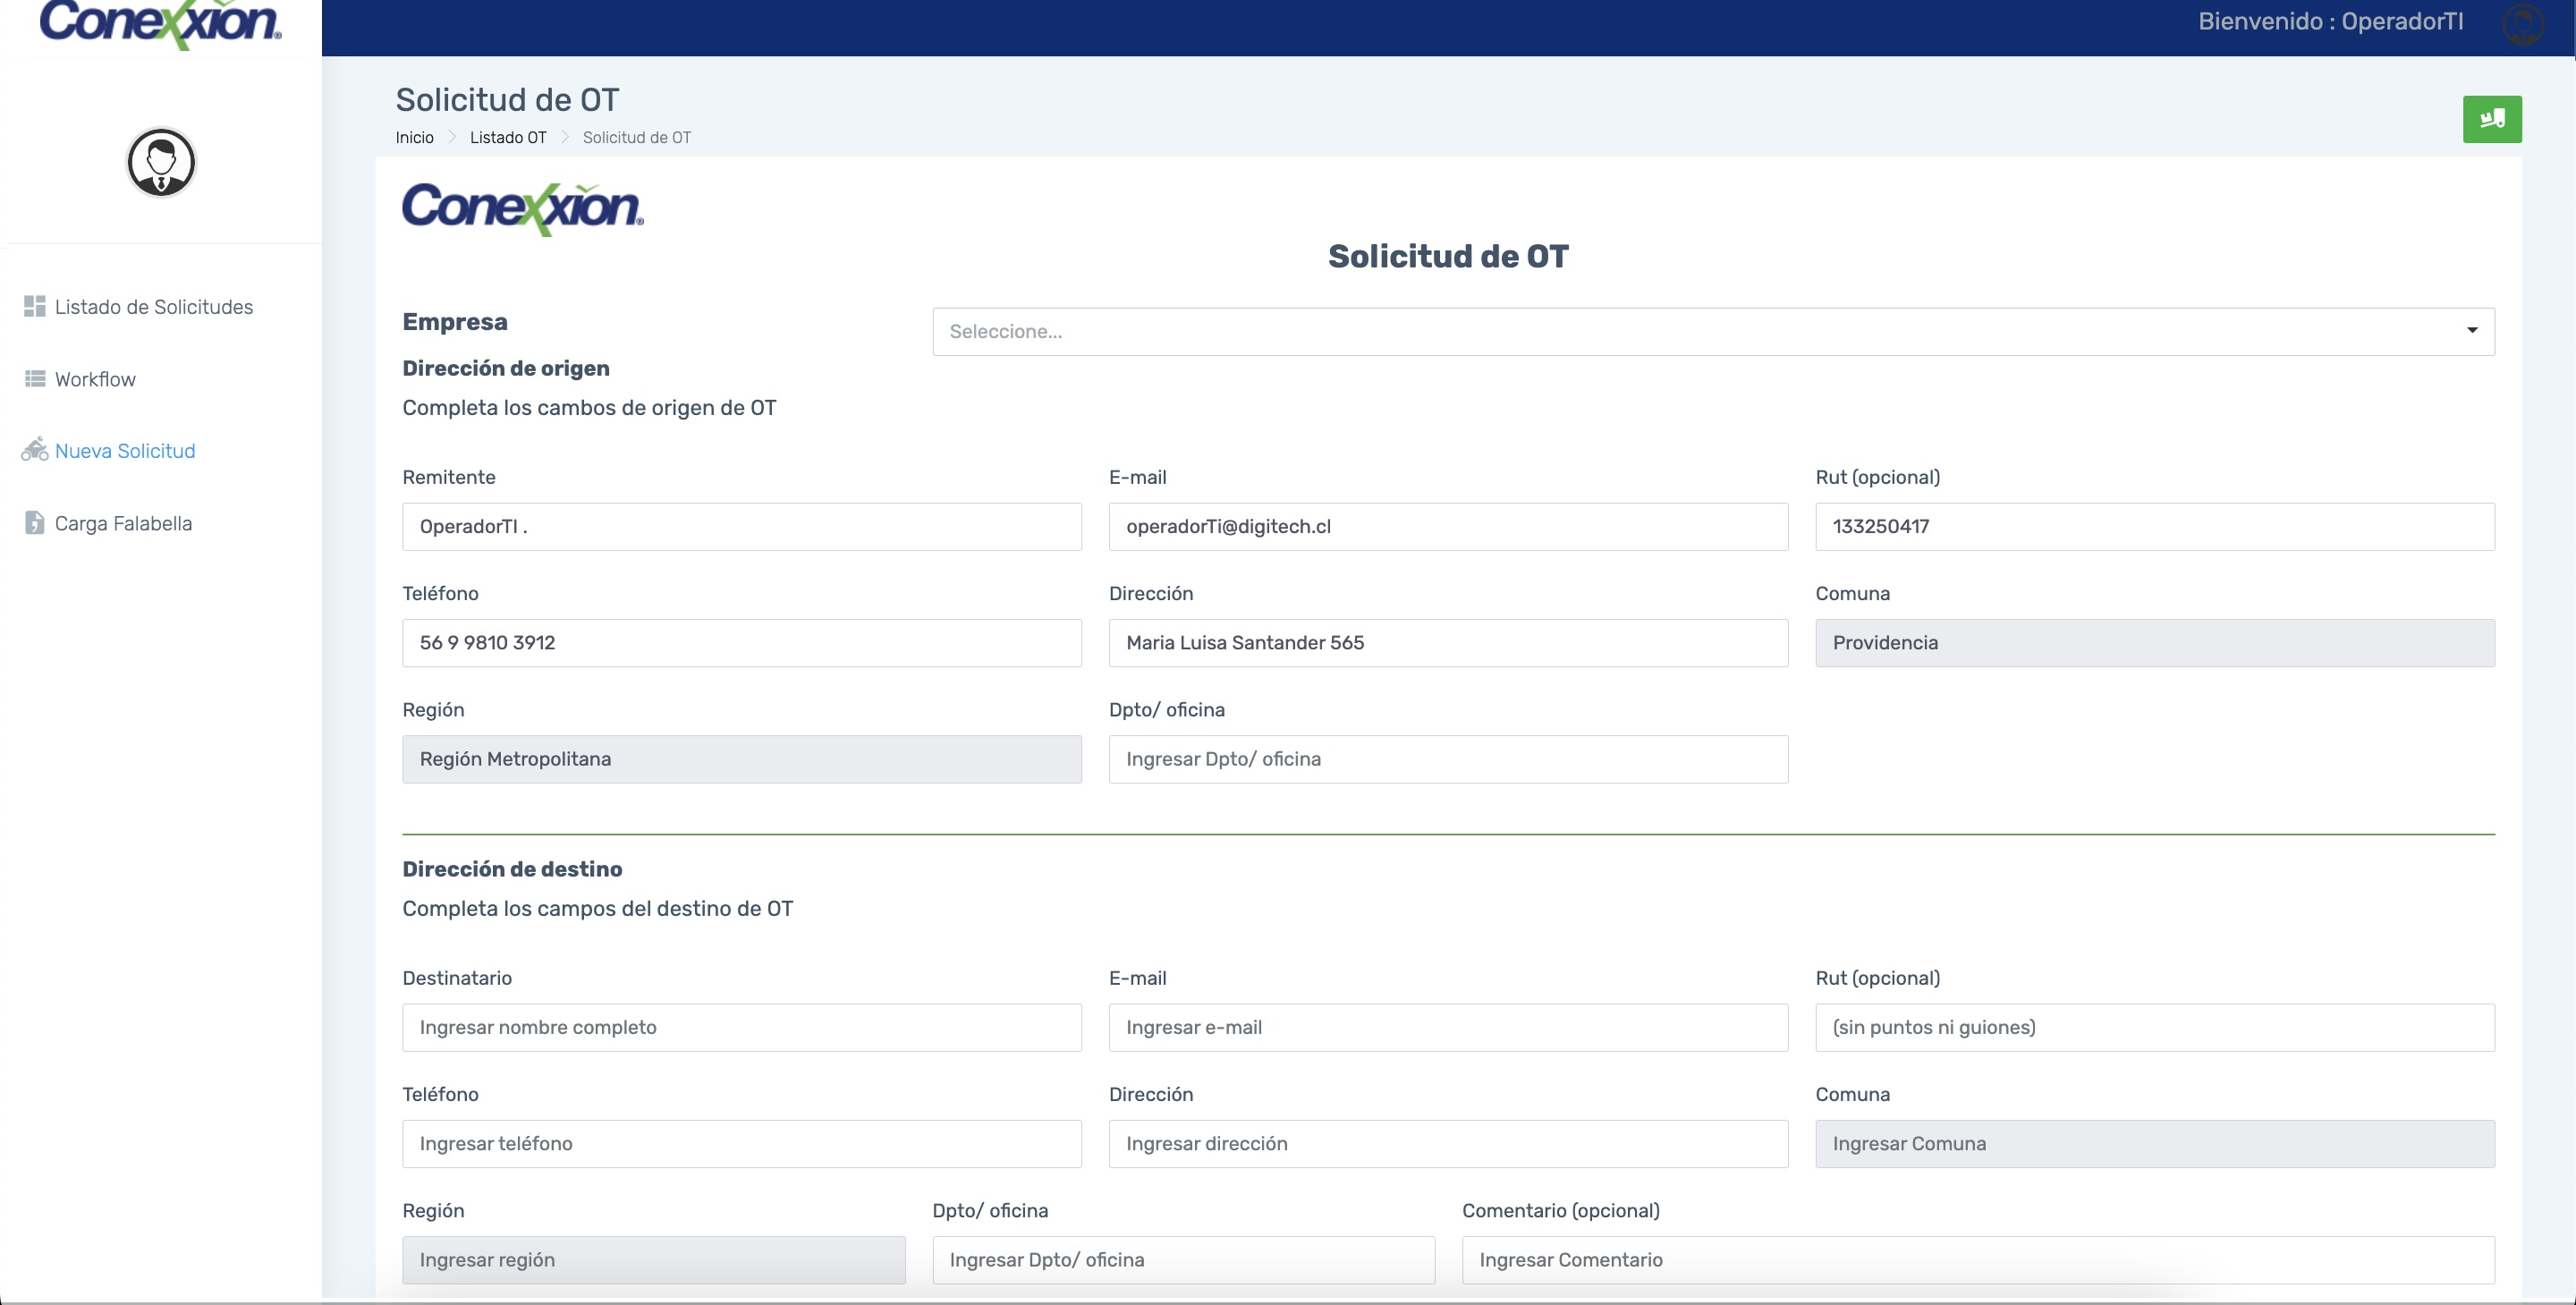 Conexxion®
Bienvenido : OperadorTI
Solicitud de OT
Inicio > Listado OT > Solicitud de OT
Listado de Solicitudes
Workflow
Nueva Solicitud
Carga Falabella
Conexxion®
Solicitud de OT
Empresa
Seleccione...
Dirección de origen
Completa los cambos de origen de OT
Remitente E-mail Rut (opcional)
OperadorTI . operadorTi@digitech.cl 133250417
Teléfono Dirección Comuna
56 9 9810 3912 Maria Luisa Santander 565 Providencia
Región Dpto/ oficina
Región Metropolitana Ingresar Dpto/ oficina
Dirección de destino
Completa los campos del destino de OT
Destinatario E-mail Rut (opcional)
Ingresar nombre completo Ingresar e-mail (sin puntos ni guiones)
Teléfono Dirección Comuna
Ingresar teléfono Ingresar dirección Ingresar Comuna
Región Dpto/ oficina Comentario (opcional)
Ingresar región Ingresar Dpto/ oficina Ingresar Comentario